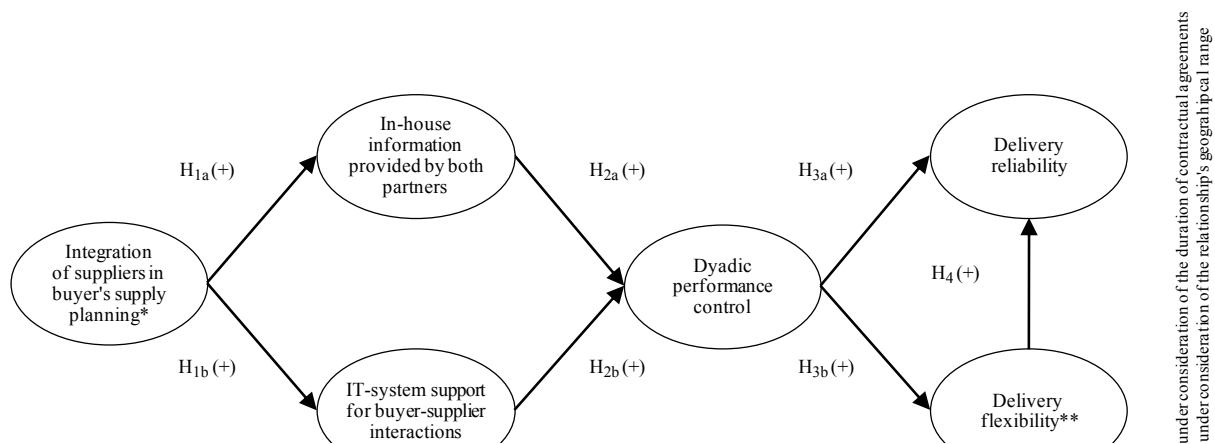 In-house
information
provided by both
partners
H1a (+)
H2a (+)
H3a (+)
Delivery
reliability
Integration
of suppliers in
buyer's supply
planning*
Dyadic
performance
control
H4 (+)
H1b (+)
H2b (+)
H3b (+)
IT-system support
for buyer-supplier
interactions
Delivery
flexibility**
under consideration of the duration of contractual agreements
under consideration of the relationship's geograhipcal range